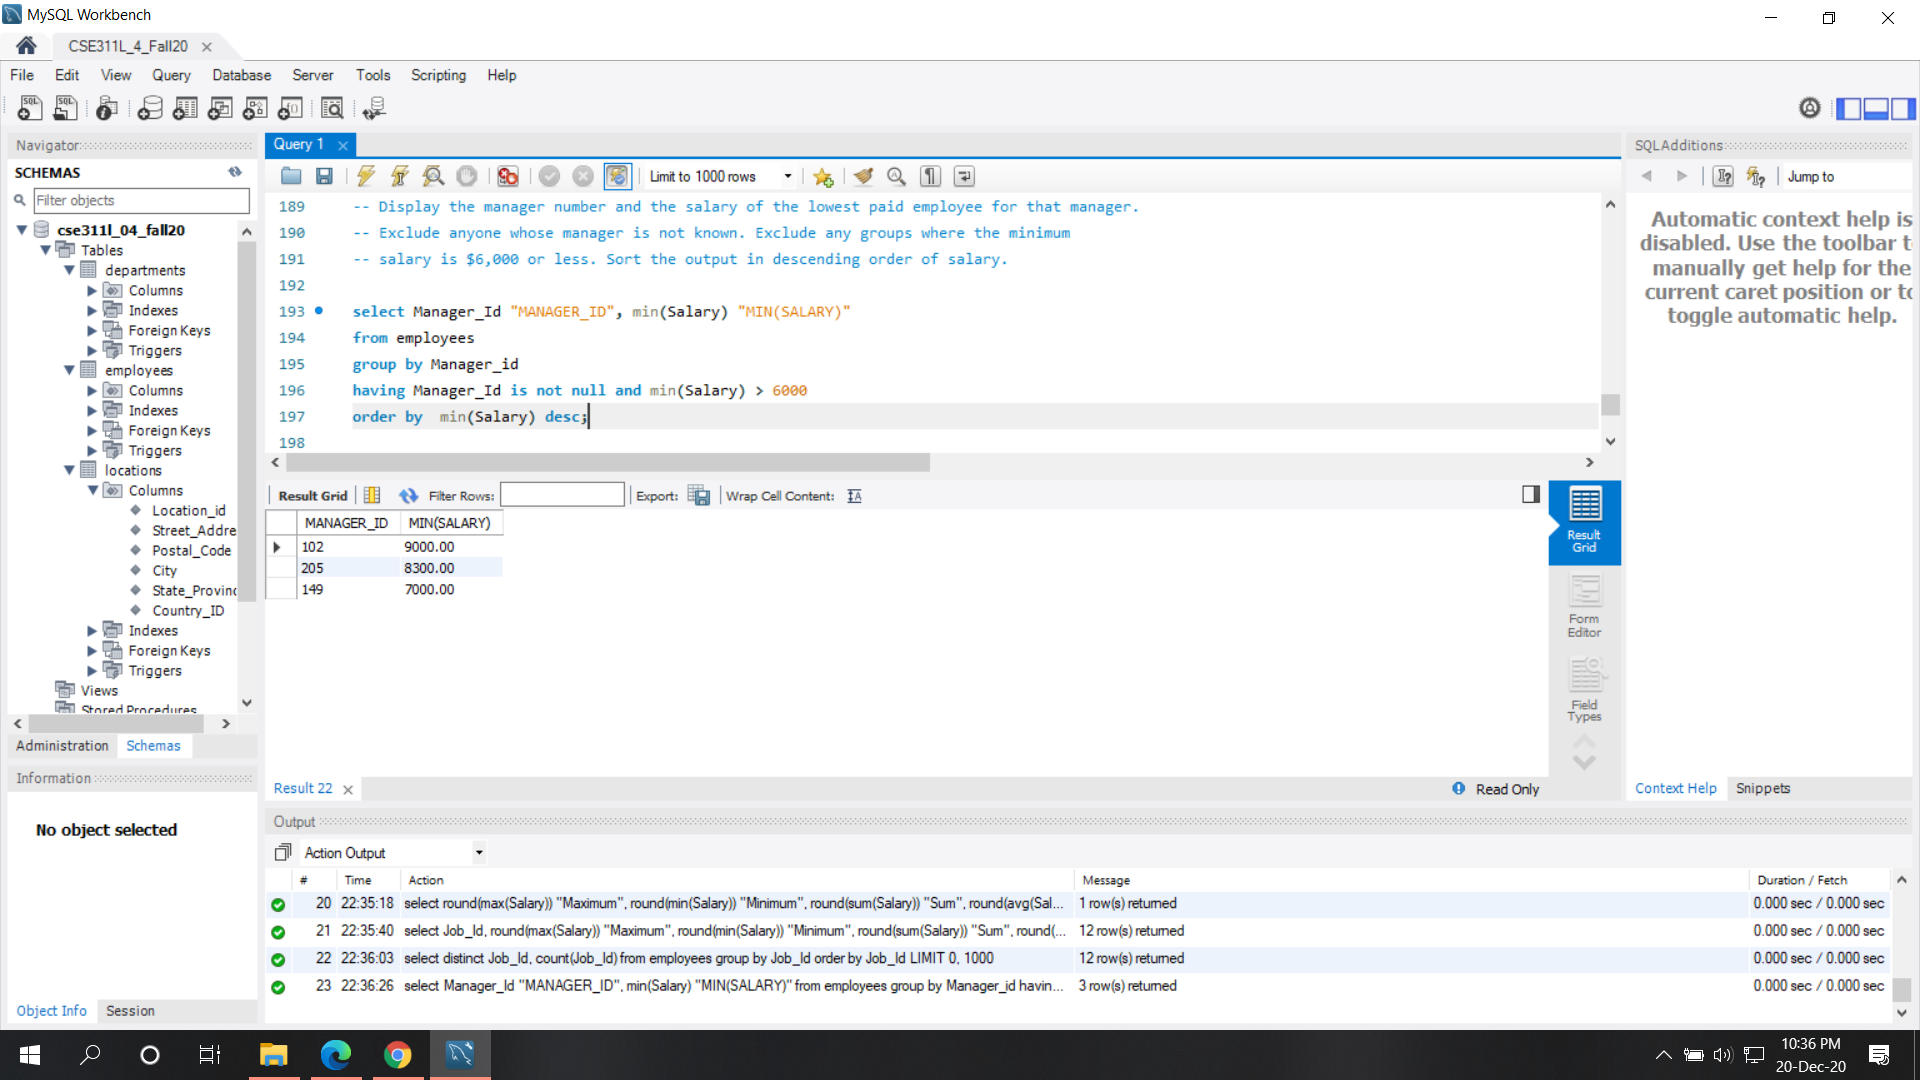 MySQL Workbench
CSE311L_4_Fall20
File Edit View Query Database Server Tools Scripting Help
Navigator
SCHEMAS
Filter objects
cse311l_04_fall20
Tables
departments
Columns
Indexes
Foreign Keys
Triggers
employees
Columns
Indexes
Foreign Keys
Triggers
locations
Columns
Location_id
Street_Addre
Postal_Code
City
State_Provinc
Country_ID
Indexes
Foreign Keys
Triggers
Views
Stored Procedures
Administration Schemas
Information
No object selected
Object Info Session
Query 1
Limit to 1000 rows
189 -- Display the manager number and the salary of the lowest paid employee for that manager.
190 -- Exclude anyone whose manager is not known. Exclude any groups where the minimum
191 -- salary is $6,000 or less. Sort the output in descending order of salary.
192
193 select Manager_Id "MANAGER_ID", min(Salary) "MIN(SALARY)"
194 from employees
195 group by Manager_id
196 having Manager_Id is not null and min(Salary) > 6000
197 order by  min(Salary) desc;
198
Result Grid Filter Rows: Export: Wrap Cell Content:
MANAGER_ID MIN(SALARY)
102 9000.00
205 8300.00
149 7000.00
Result Grid
Form Editor
Field Types
Result 22 Read Only
SQLAdditions
Jump to
Automatic context help is
disabled. Use the toolbar t
manually get help for the
current caret position or to
toggle automatic help.
Context Help Snippets
Output
Action Output
# Time Action Message Duration / Fetch
20 22:35:18 select round(max(Salary)) "Maximum", round(min(Salary)) "Minimum", round(sum(Salary)) "Sum", round(avg(Sal... 1 row(s) returned 0.000 sec / 0.000 sec
21 22:35:40 select Job_Id, round(max(Salary)) "Maximum", round(min(Salary)) "Minimum", round(sum(Salary)) "Sum", round(... 12 row(s) returned 0.000 sec / 0.000 sec
22 22:36:03 select distinct Job_Id, count(Job_Id) from employees group by Job_Id order by Job_Id LIMIT 0, 1000 12 row(s) returned 0.000 sec / 0.000 sec
23 22:36:26 select Manager_Id "MANAGER_ID", min(Salary) "MIN(SALARY)" from employees group by Manager_id havin... 3 row(s) returned 0.000 sec / 0.000 sec
10:36 PM
20-Dec-20